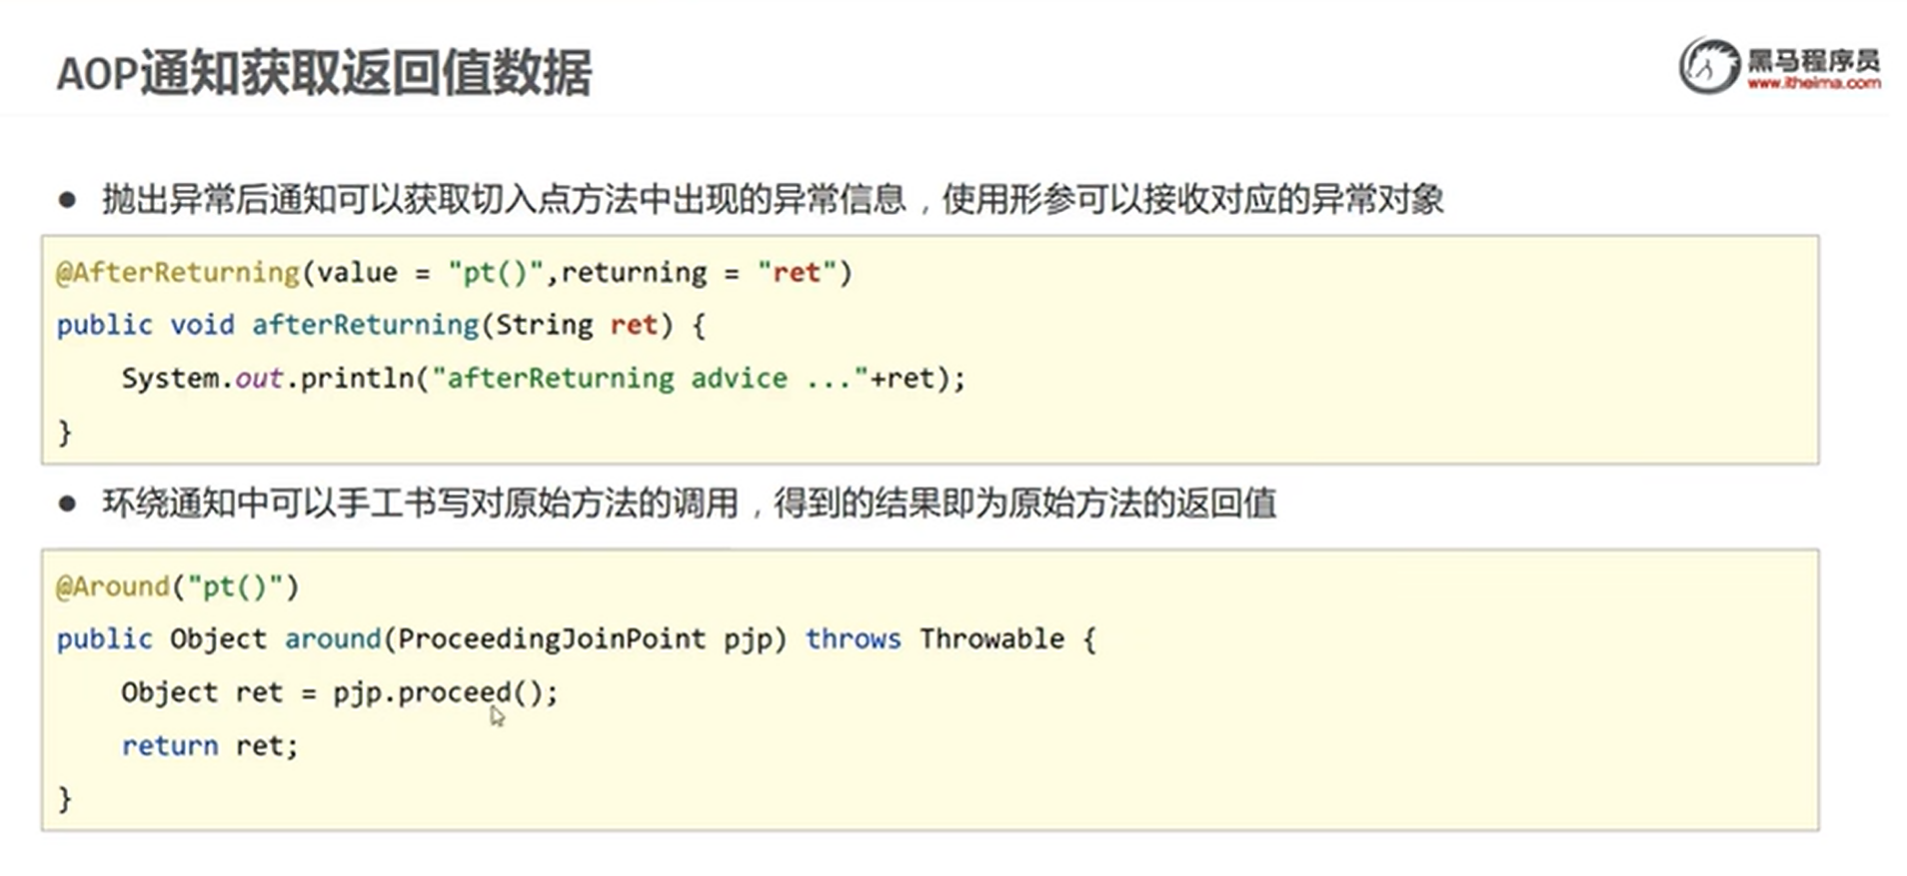 AOP通知获取返回值数据
黑马程序员
www.itheima.com
● 抛出异常后通知可以获取切入点方法中出现的异常信息，使用形参可以接收对应的异常对象
@AfterReturning(value = "pt()",returning = "ret")
public void afterReturning(String ret) {
    System.out.println("afterReturning advice ..."+ret);
}
● 环绕通知中可以手工书写对原始方法的调用，得到的结果即为原始方法的返回值
@Around("pt()")
public Object around(ProceedingJoinPoint pjp) throws Throwable {
    Object ret = pjp.proceed();
    return ret;
}